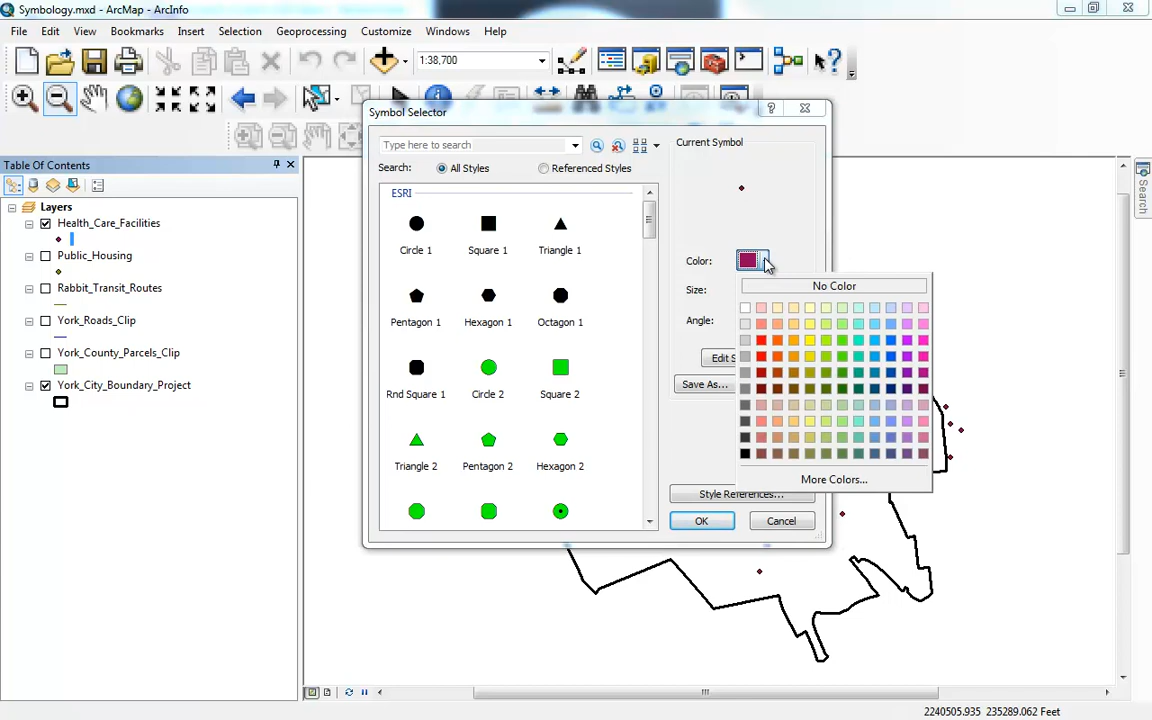 Symbology.mxd - ArcMap - ArcInfo
File Edit View Bookmarks Insert Selection Geoprocessing Customize Windows Help
1:38,700
Symbol Selector
Type here to search
Search: All Styles Referenced Styles
ESRI
Circle 1 Square 1 Triangle 1
Pentagon 1 Hexagon 1 Octagon 1
Rnd Square 1 Circle 2 Square 2
Triangle 2 Pentagon 2 Hexagon 2
Current Symbol
Color:
Size:
Angle:
Edit S
Save As...
No Color
More Colors...
Style References...
OK Cancel
Table Of Contents
Layers
Health_Care_Facilities
Public_Housing
Rabbit_Transit_Routes
York_Roads_Clip
York_County_Parcels_Clip
York_City_Boundary_Project
Search
2240505.935 235289.062 Feet